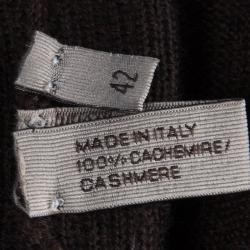 42
MADE IN ITALY
100% CACHEMIRE/
CASHMERE